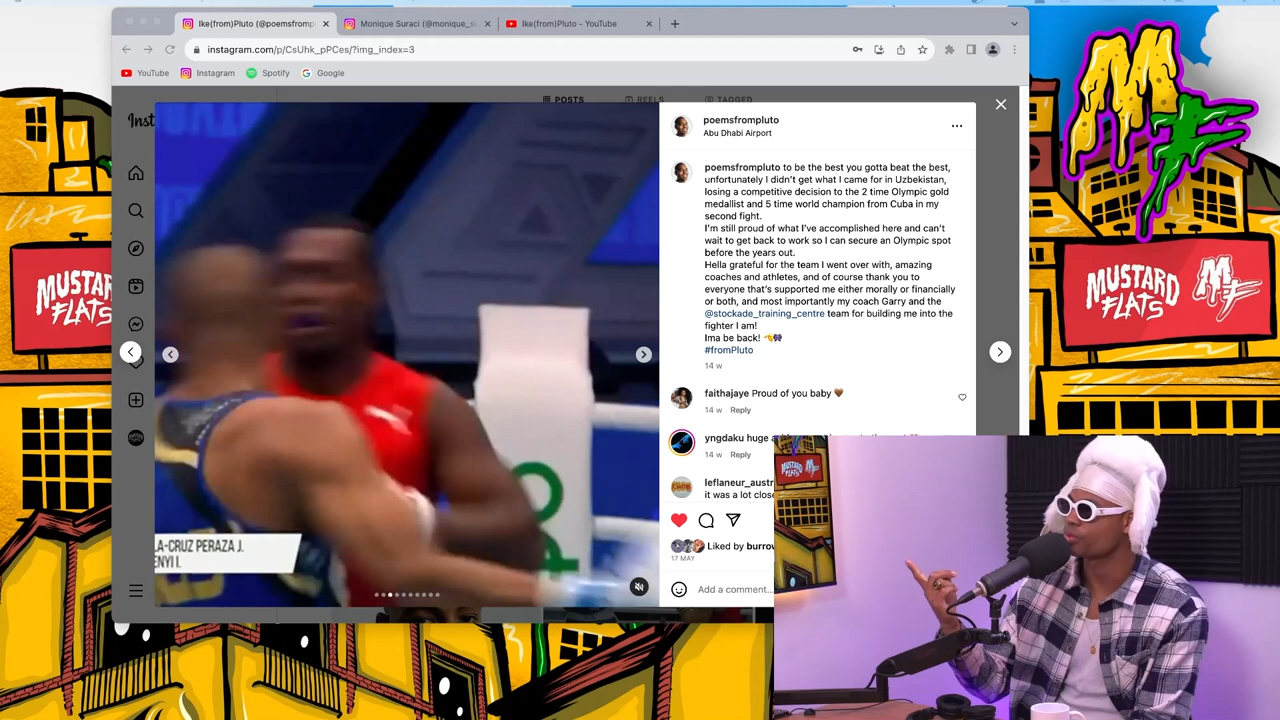 Ike(from)Pluto (@poemsfromp
Monique Suraci (@monique_s
Ike(from)Pluto - YouTube
instagram.com/p/CsUhk_pPCes/?img_index=3
YouTube
Instagram
Spotify
Google
POSTS
REELS
TAGGED
Inst
poemsfrompluto
Abu Dhabi Airport
poemsfrompluto to be the best you gotta beat the best,
unfortunately I didn't get what I came for in Uzbekistan,
losing a competitive decision to the 2 time Olympic gold
medallist and 5 time world champion from Cuba in my
second fight.
I'm still proud of what I've accomplished here and can't
wait to get back to work so I can secure an Olympic spot
before the years out.
Hella grateful for the team I went over with, amazing
coaches and athletes, and of course thank you to
everyone that's supported me either morally or financially
or both, and most importantly my coach Garry and the
@stockade_training_centre team for building me into the
fighter I am!
Ima be back!
#fromPluto
14 w
faithajaye Proud of you baby
14 w Reply
yngdaku huge
14 w Reply
leflaneur_austr
it was a lot close
Liked by burrov
17 MAY
Add a comment...
LA-CRUZ PERAZA J.
ENYI I.
MF
MUSTARD
FLATS
MUSTARD
FLATS
MF
MUSTARD
FLATS